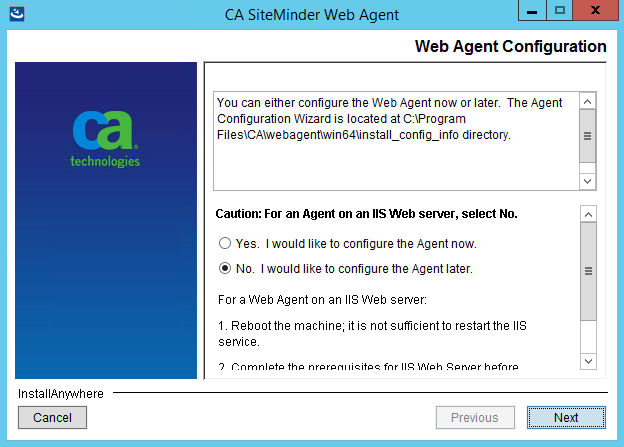 CA SiteMinder Web Agent
Web Agent Configuration
ca
technologies
You can either configure the Web Agent now or later. The Agent
Configuration Wizard is located at C:\Program
Files\CA\webagent\win64\install_config_info directory.
Caution: For an Agent on an IIS Web server, select No.
Yes. I would like to configure the Agent now.
No. I would like to configure the Agent later.
For a Web Agent on an IIS Web server:
1. Reboot the machine; it is not sufficient to restart the IIS
service.
2. Complete the prerequisites for IIS Web Server before
InstallAnywhere
Cancel
Previous
Next